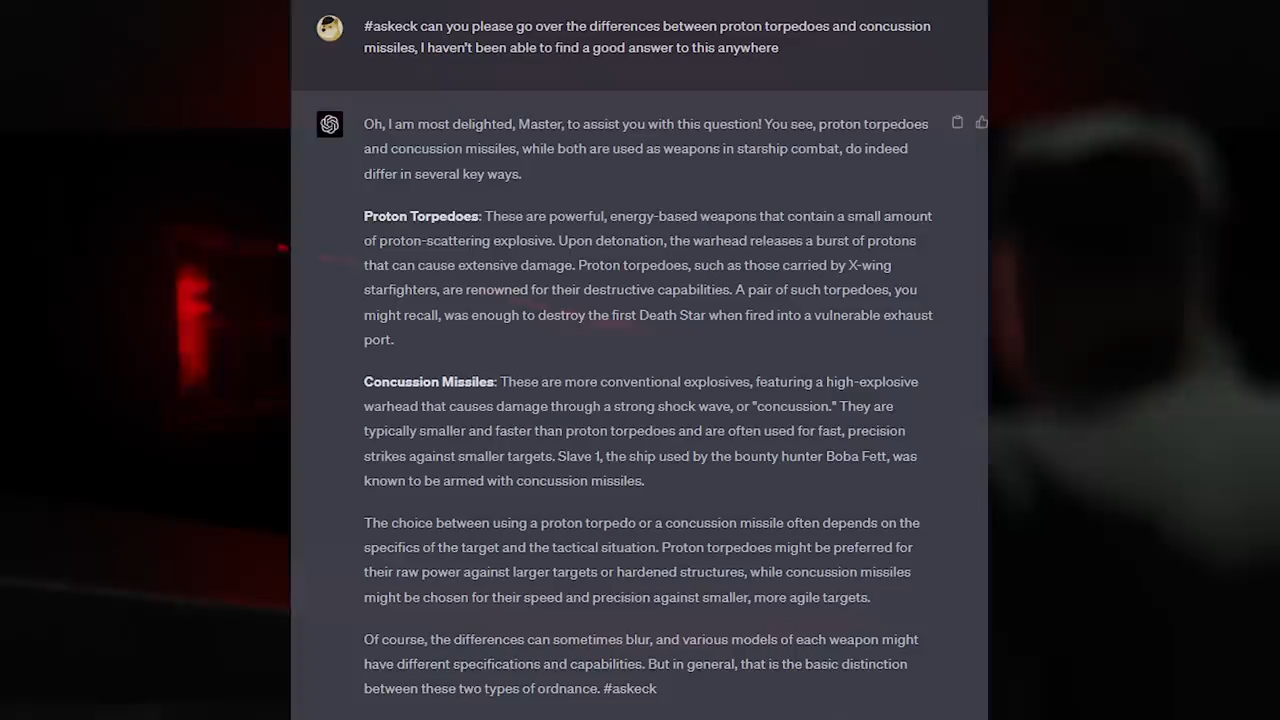 #askeck can you please go over the differences between proton torpedoes and concussion
missiles, I haven't been able to find a good answer to this anywhere
Oh, I am most delighted, Master, to assist you with this question! You see, proton torpedoes
and concussion missiles, while both are used as weapons in starship combat, do indeed
differ in several key ways.
Proton Torpedoes: These are powerful, energy-based weapons that contain a small amount
of proton-scattering explosive. Upon detonation, the warhead releases a burst of protons
that can cause extensive damage. Proton torpedoes, such as those carried by X-wing
starfighters, are renowned for their destructive capabilities. A pair of such torpedoes, you
might recall, was enough to destroy the first Death Star when fired into a vulnerable exhaust
port.
Concussion Missiles: These are more conventional explosives, featuring a high-explosive
warhead that causes damage through a strong shock wave, or "concussion." They are
typically smaller and faster than proton torpedoes and are often used for fast, precision
strikes against smaller targets. Slave 1, the ship used by the bounty hunter Boba Fett, was
known to be armed with concussion missiles.
The choice between using a proton torpedo or a concussion missile often depends on the
specifics of the target and the tactical situation. Proton torpedoes might be preferred for
their raw power against larger targets or hardened structures, while concussion missiles
might be chosen for their speed and precision against smaller, more agile targets.
Of course, the differences can sometimes blur, and various models of each weapon might
have different specifications and capabilities. But in general, that is the basic distinction
between these two types of ordnance. #askeck